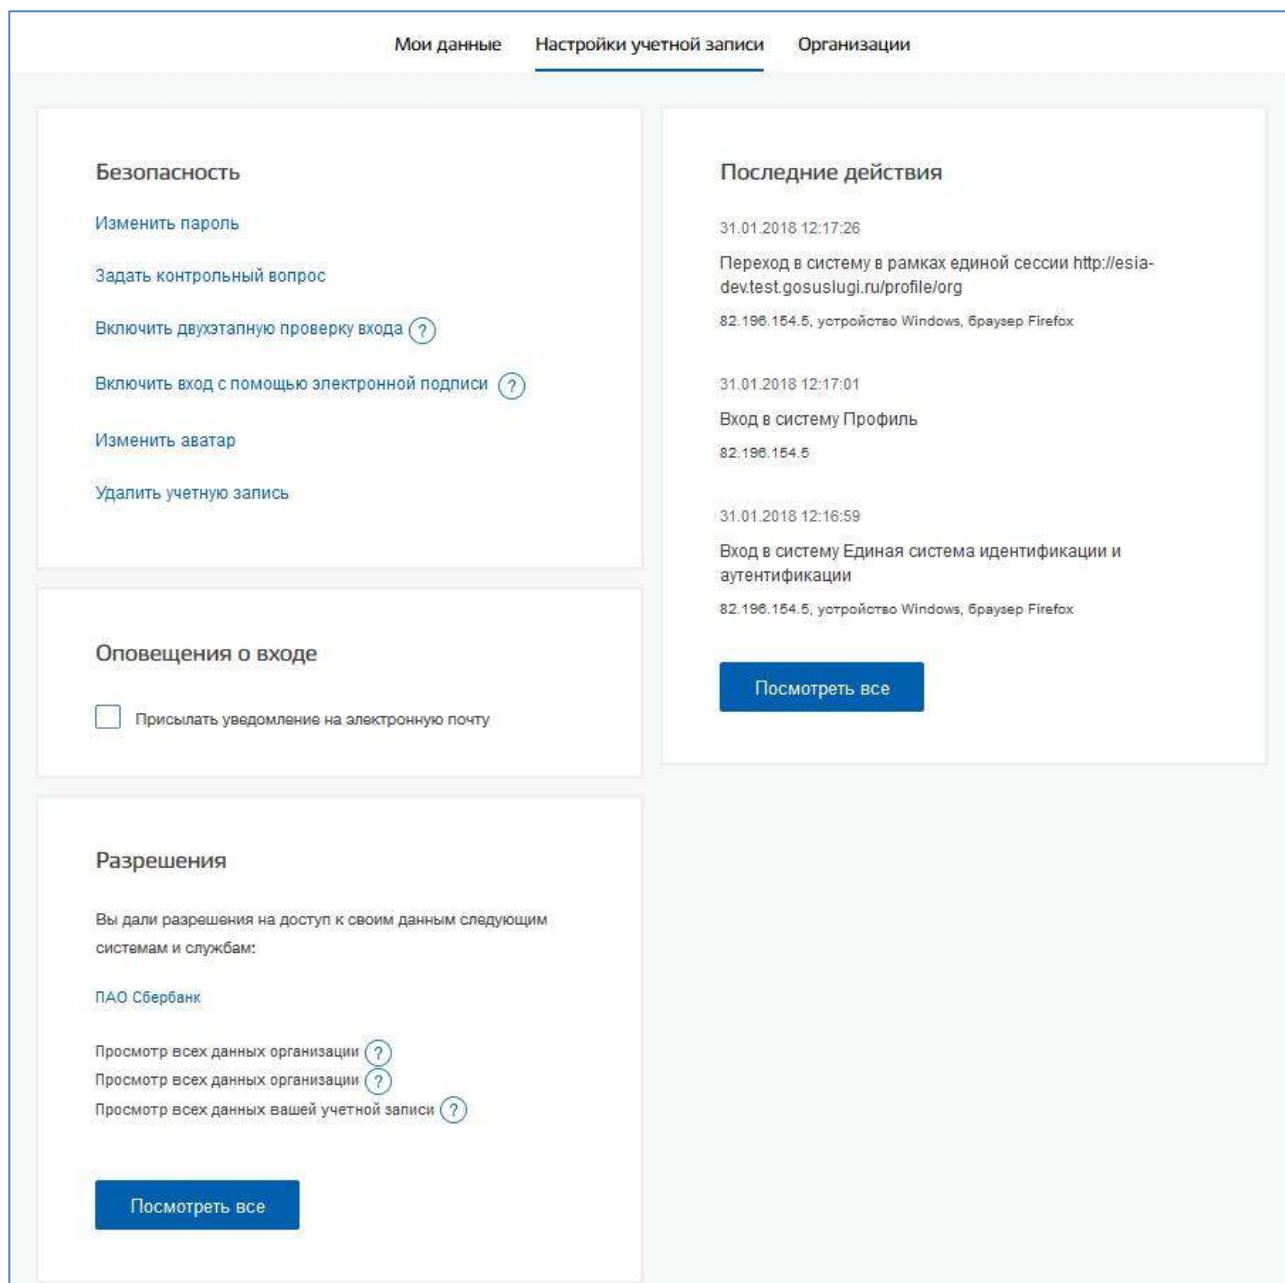 Мои данные Настройки учетной записи Организации
Безопасность
Изменить пароль
Задать контрольный вопрос
Включить двухэтапную проверку входа ?
Включить вход с помощью электронной подписи ?
Изменить аватар
Удалить учетную запись
Оповещения о входе
Присылать уведомление на электронную почту
Разрешения
Вы дали разрешения на доступ к своим данным следующим
системам и службам:
ПАО Сбербанк
Просмотр всех данных организации ?
Просмотр всех данных организации ?
Просмотр всех данных вашей учетной записи ?
Посмотреть все
Последние действия
31.01.2018 12:17:26
Переход в систему в рамках единой сессии http://esia-
dev.test.gosuslugi.ru/profile/org
82.196.154.5, устройство Windows, браузер Firefox
31.01.2018 12:17:01
Вход в систему Профиль
82.196.154.5
31.01.2018 12:16:59
Вход в систему Единая система идентификации и
аутентификации
82.196.154.5, устройство Windows, браузер Firefox
Посмотреть все